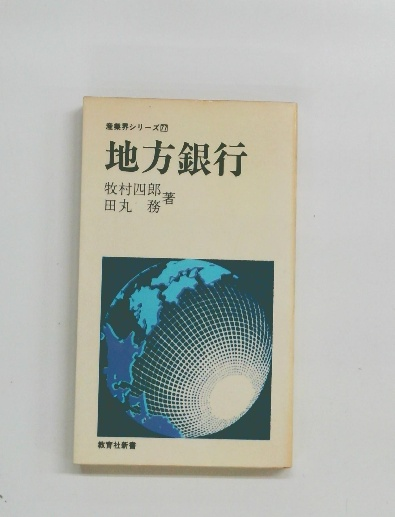 産業界シリーズ
地方銀行
牧村四郎
田丸 務 著
教育社新書